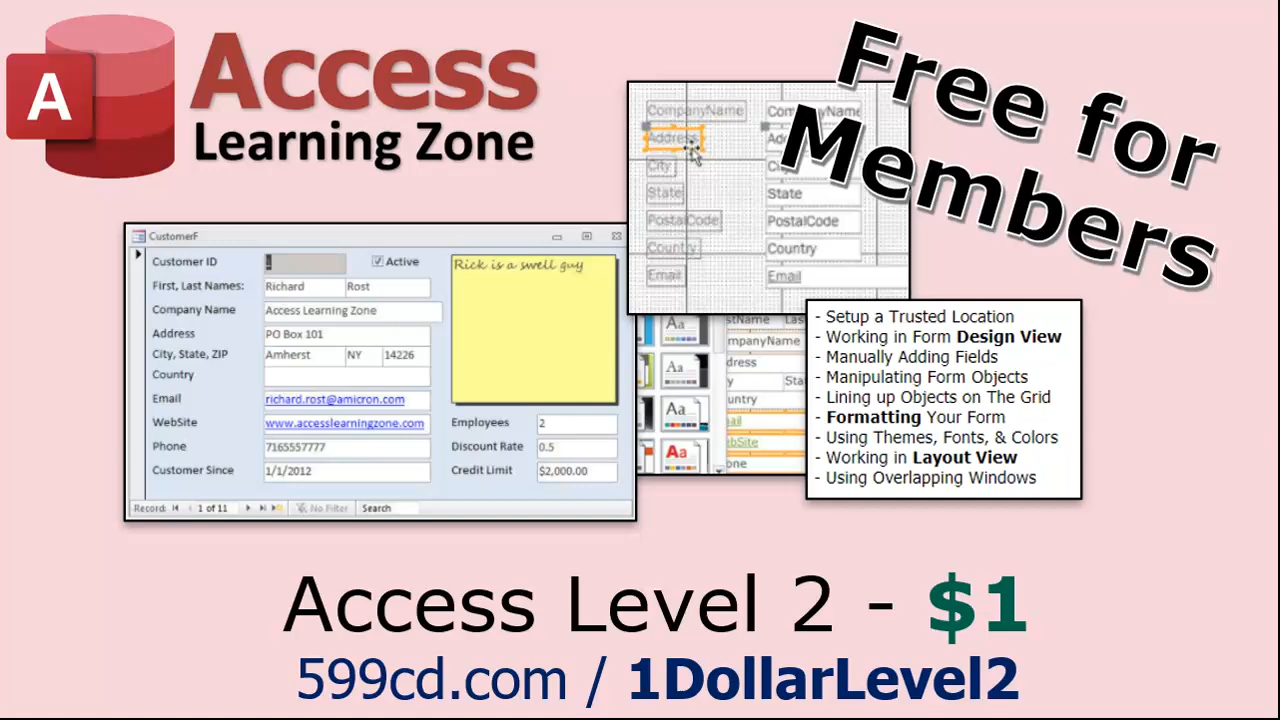 A
Access
Learning Zone
Free for
Members
CompanyName CompanyName
Address
City
State State
PostalCode PostalCode
Country Country
Email Email
CustomerF
Customer ID Active
First, Last Names: Richard Rost
Company Name Access Learning Zone
Address PO Box 101
City, State, ZIP Amherst NY 14226
Country
Email richard.rost@amicron.com
WebSite www.accesslearningzone.com
Phone 7165557777
Customer Since 1/1/2012
Rick is a swell guy
Employees 2
Discount Rate 0.5
Credit Limit $2,000.00
Record: 1 of 11 No Filter Search
Aa
Aa
Aa
Aa
- Setup a Trusted Location
- Working in Form Design View
- Manually Adding Fields
- Manipulating Form Objects
- Lining up Objects on The Grid
- Formatting Your Form
- Using Themes, Fonts, & Colors
- Working in Layout View
- Using Overlapping Windows
Access Level 2 - $1
599cd.com / 1DollarLevel2